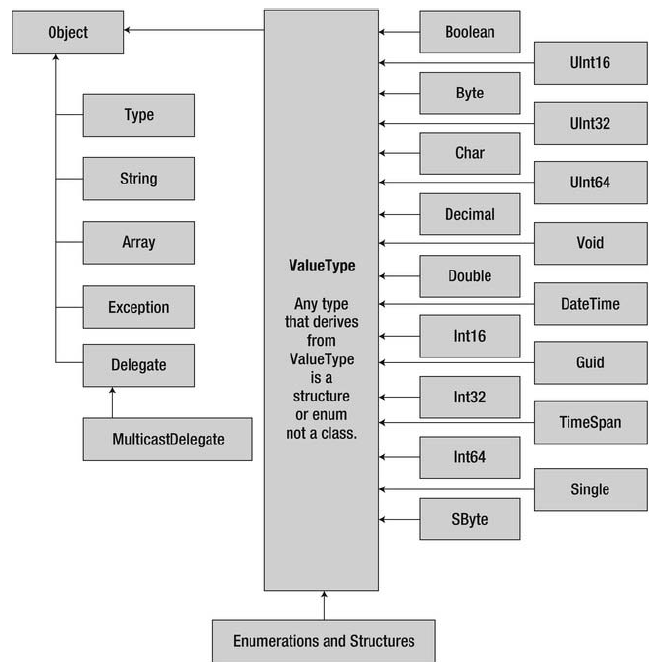 Object
Type
String
Array
Exception
Delegate
MulticastDelegate
ValueType
Any type
that derives
from
ValueType
is a
structure
or enum
not a class.
Boolean
UInt16
Byte
UInt32
Char
UInt64
Decimal
Void
Double
DateTime
Int16
Guid
Int32
TimeSpan
Int64
Single
SByte
Enumerations and Structures